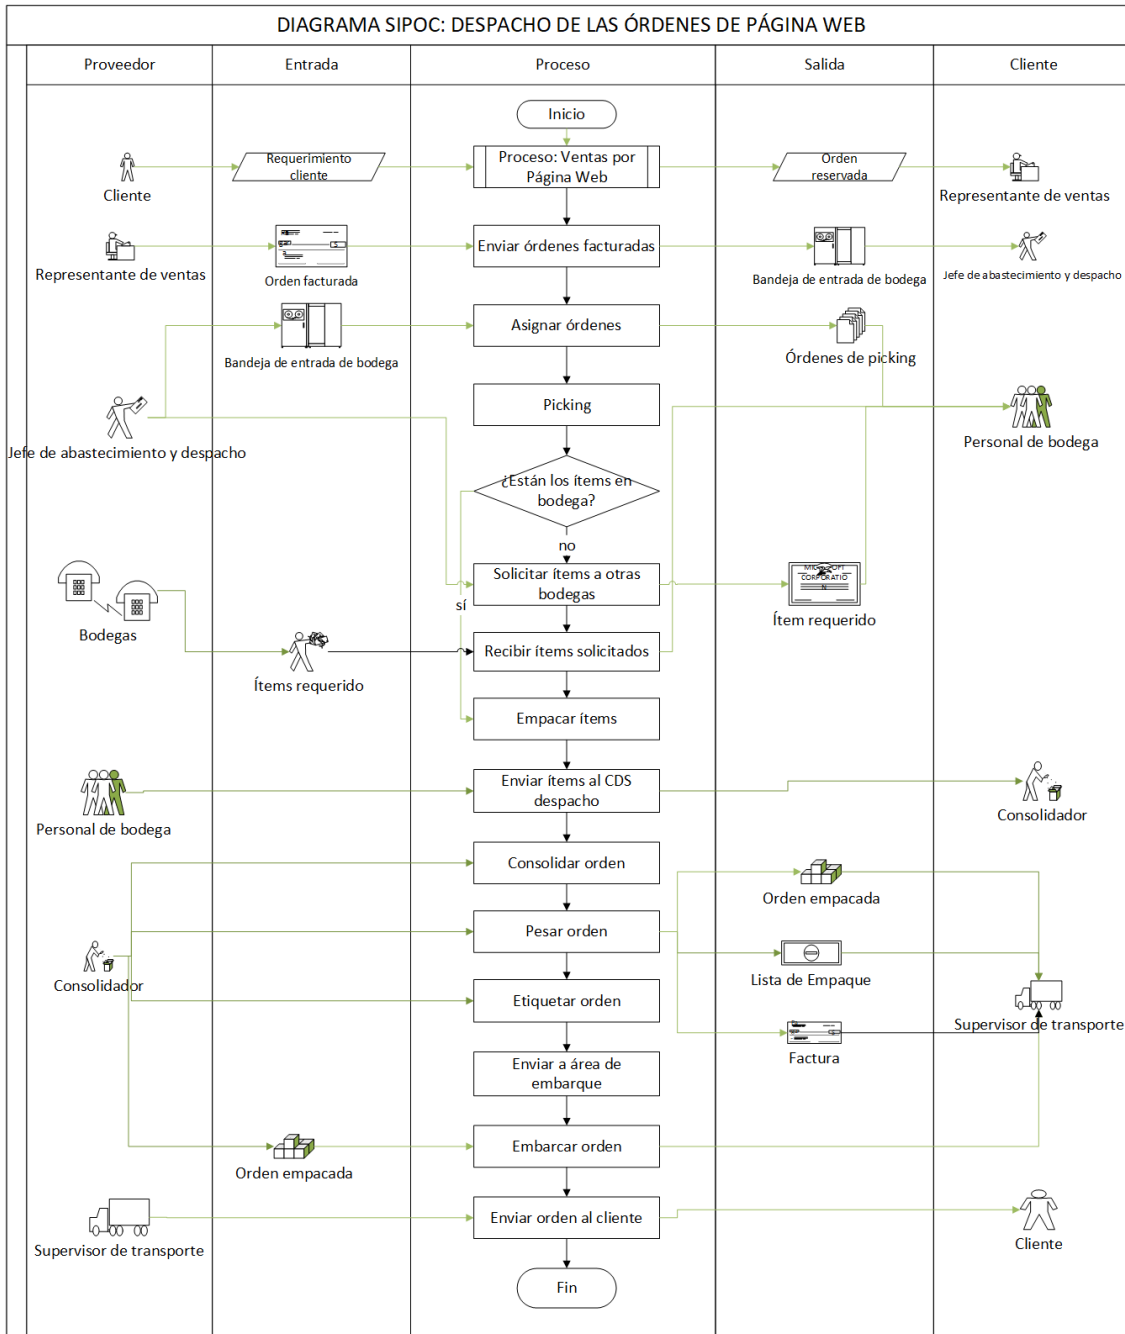 DIAGRAMA SIPOC: DESPACHO DE LAS ÓRDENES DE PÁGINA WEB
Proveedor
Entrada
Proceso
Salida
Cliente
Inicio
Cliente
Requerimiento
cliente
Proceso: Ventas por
Página Web
Orden
reservada
Representante de ventas
Representante de ventas
Orden facturada
Enviar órdenes facturadas
Bandeja de entrada de bodega
Jefe de abastecimiento y despacho
Bandeja de entrada de bodega
Asignar órdenes
Órdenes de picking
Jefe de abastecimiento y despacho
Picking
Personal de bodega
¿Están los ítems en
bodega?
no
sí
Bodegas
Solicitar ítems a otras
bodegas
CORPORATIO
N
Ítem requerido
Ítems requerido
Recibir ítems solicitados
Empacar ítems
Personal de bodega
Enviar ítems al CDS
despacho
Consolidador
Consolidar orden
Orden empacada
Consolidador
Pesar orden
Lista de Empaque
Etiquetar orden
Factura
Supervisor de transporte
Enviar a área de
embarque
Orden empacada
Embarcar orden
Supervisor de transporte
Enviar orden al cliente
Cliente
Fin